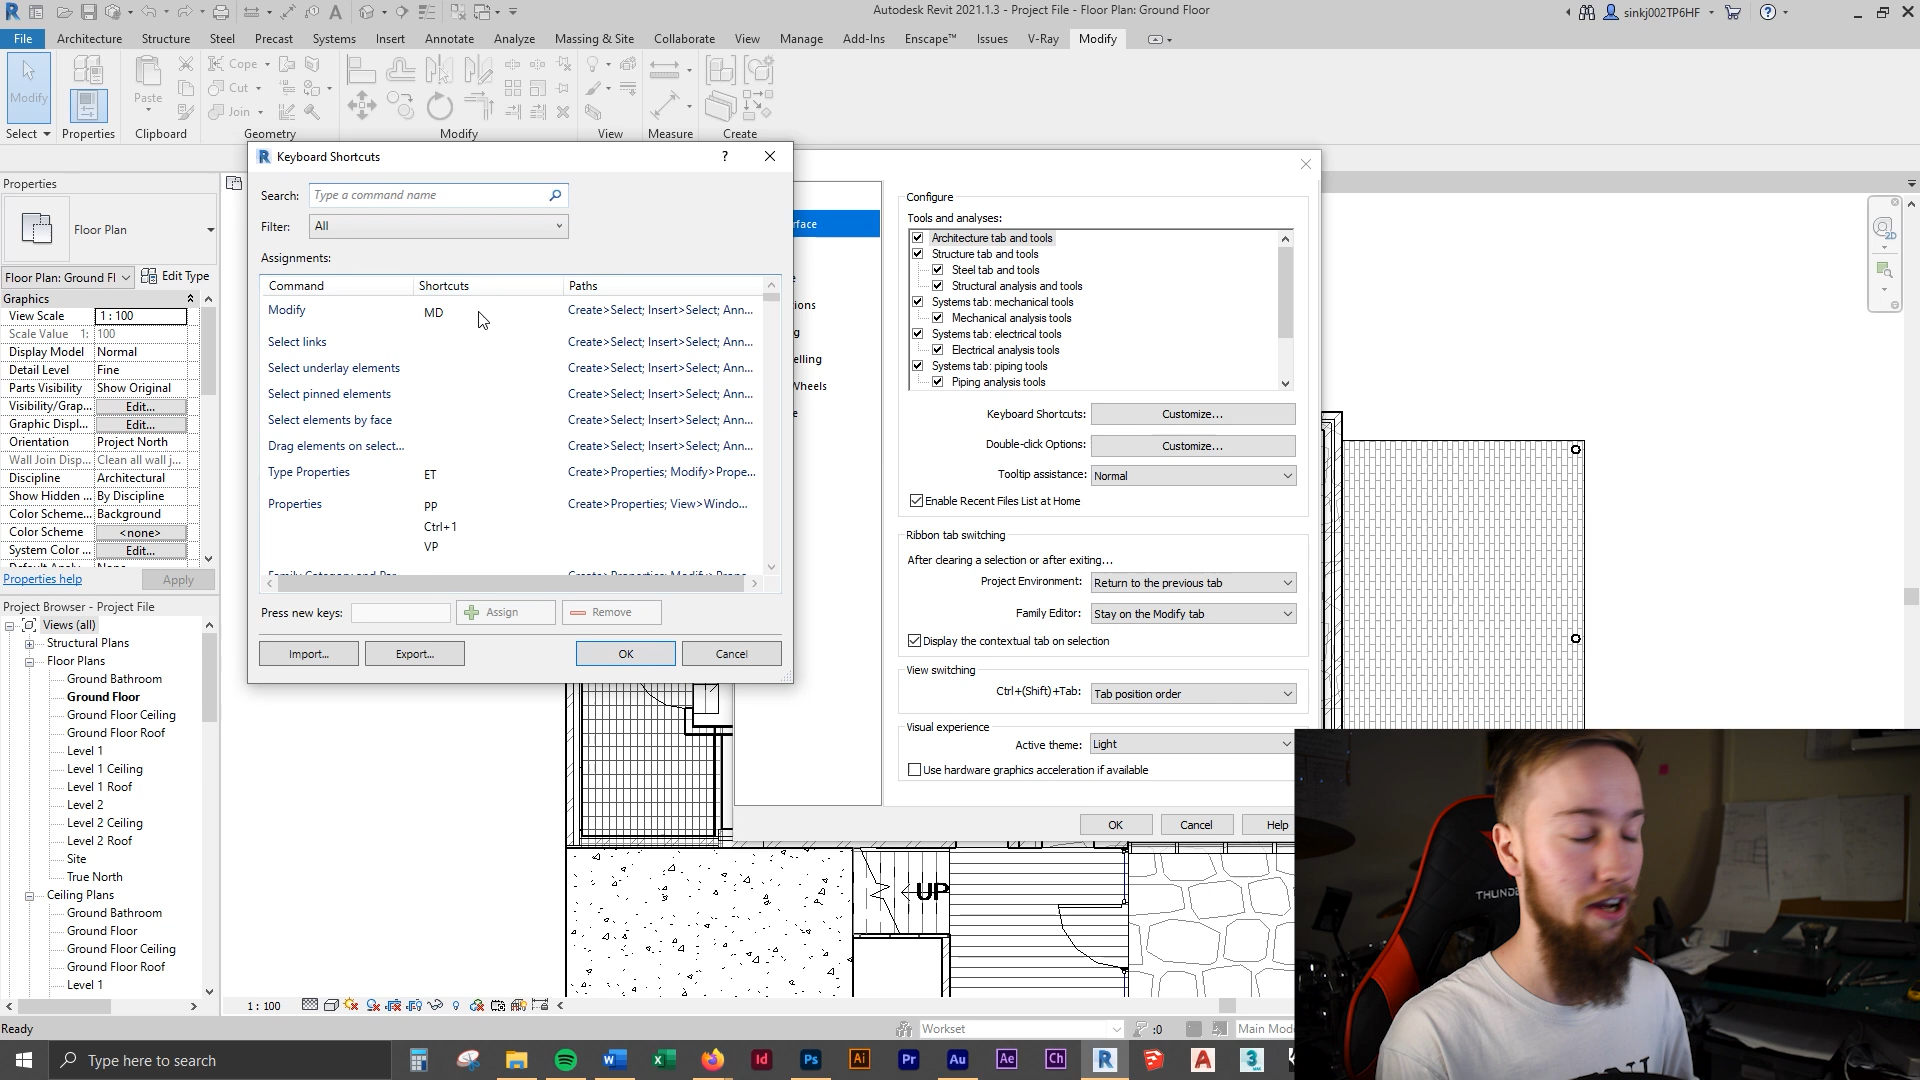 Autodesk Revit 2021.1.3 - Project File - Floor Plan: Ground Floor
sinkj002TP6HF
File Architecture Structure Steel Precast Systems Insert Annotate Analyze Massing & Site Collaborate View Manage Add-Ins Enscape™ Issues V-Ray Modify
Modify Paste Cope Cut Join
Select Properties Clipboard Geometry Modify View Measure Create
Properties
Floor Plan
Floor Plan: Ground Fl Edit Type
Graphics
View Scale 1 : 100
Scale Value 1: 100
Display Model Normal
Detail Level Fine
Parts Visibility Show Original
Visibility/Grap... Edit...
Graphic Displ... Edit...
Orientation Project North
Wall Join Disp... Clean all wall j...
Discipline Architectural
Show Hidden ... By Discipline
Color Scheme... Background
Color Scheme <none>
System Color ... Edit...
Properties help Apply
Project Browser - Project File
Views (all)
Structural Plans
Floor Plans
Ground Bathroom
Ground Floor
Ground Floor Ceiling
Ground Floor Roof
Level 1
Level 1 Ceiling
Level 1 Roof
Level 2
Level 2 Ceiling
Level 2 Roof
Site
True North
Ceiling Plans
Ground Bathroom
Ground Floor
Ground Floor Ceiling
Ground Floor Roof
Level 1
Keyboard Shortcuts
Search: Type a command name
Filter: All
Assignments:
Command Shortcuts Paths
Modify MD Create>Select; Insert>Select; Ann...
Select links Create>Select; Insert>Select; Ann...
Select underlay elements Create>Select; Insert>Select; Ann...
Select pinned elements Create>Select; Insert>Select; Ann...
Select elements by face Create>Select; Insert>Select; Ann...
Drag elements on select... Create>Select; Insert>Select; Ann...
Type Properties ET Create>Properties; Modify>Prope...
Properties pp Create>Properties; View>Windo...
Ctrl+1
VP
Press new keys: Assign Remove
Import... Export... OK Cancel
rface
ions
elling
Wheels
Configure
Tools and analyses:
Architecture tab and tools
Structure tab and tools
Steel tab and tools
Structural analysis and tools
Systems tab: mechanical tools
Mechanical analysis tools
Systems tab: electrical tools
Electrical analysis tools
Systems tab: piping tools
Piping analysis tools
Keyboard Shortcuts: Customize...
Double-click Options: Customize...
Tooltip assistance: Normal
Enable Recent Files List at Home
Ribbon tab switching
After clearing a selection or after exiting...
Project Environment: Return to the previous tab
Family Editor: Stay on the Modify tab
Display the contextual tab on selection
View switching
Ctrl+(Shift)+Tab: Tab position order
Visual experience
Active theme: Light
Use hardware graphics acceleration if available
OK Cancel Help
UP
THUND
1 : 100
Ready
Workset :0 Main Mod
Type here to search
Id Ps Ai Pr Au Ae Ch R A 3